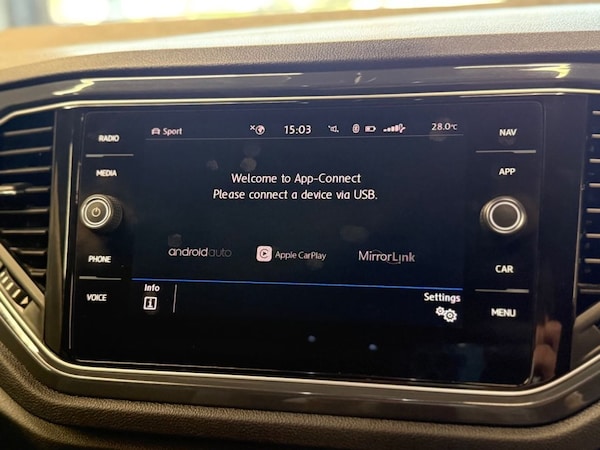 RADIO
MEDIA
PHONE
VOICE
Sport 15:03 28.0°C
Welcome to App-Connect
Please connect a device via USB.
androidauto Apple CarPlay MirrorLink
Info Settings
NAV
APP
CAR
MENU